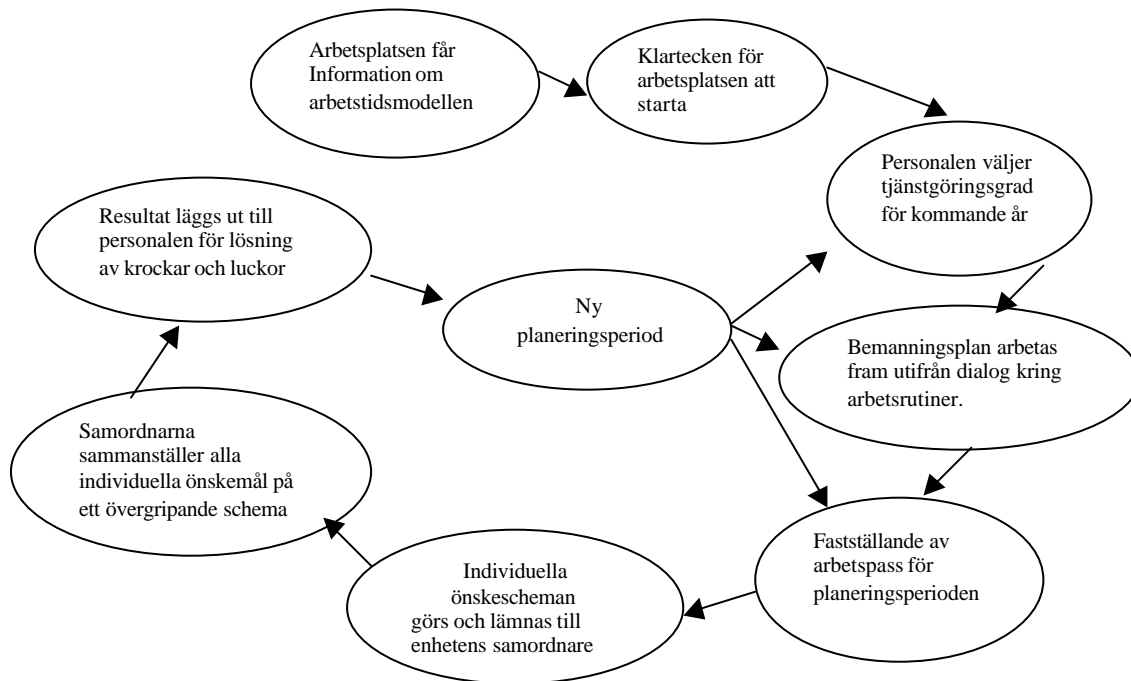 Arbetsplatsen får
Information om
arbetstidsmodellen
Klartecken för
arbetsplatsen att
starta
Personalen väljer
tjänstgöringsgrad
för kommande år
Bemanningsplan arbetas
fram utifrån dialog kring
arbetsrutiner.
Fastställande av
arbetspass för
planeringsperioden
Individuella
önskescheman
görs och lämnas till
enhetens samordnare
Samordnarna
sammanställer alla
individuella önskemål på
ett övergripande schema
Resultat läggs ut till
personalen för lösning
av krockar och luckor
Ny
planeringsperiod